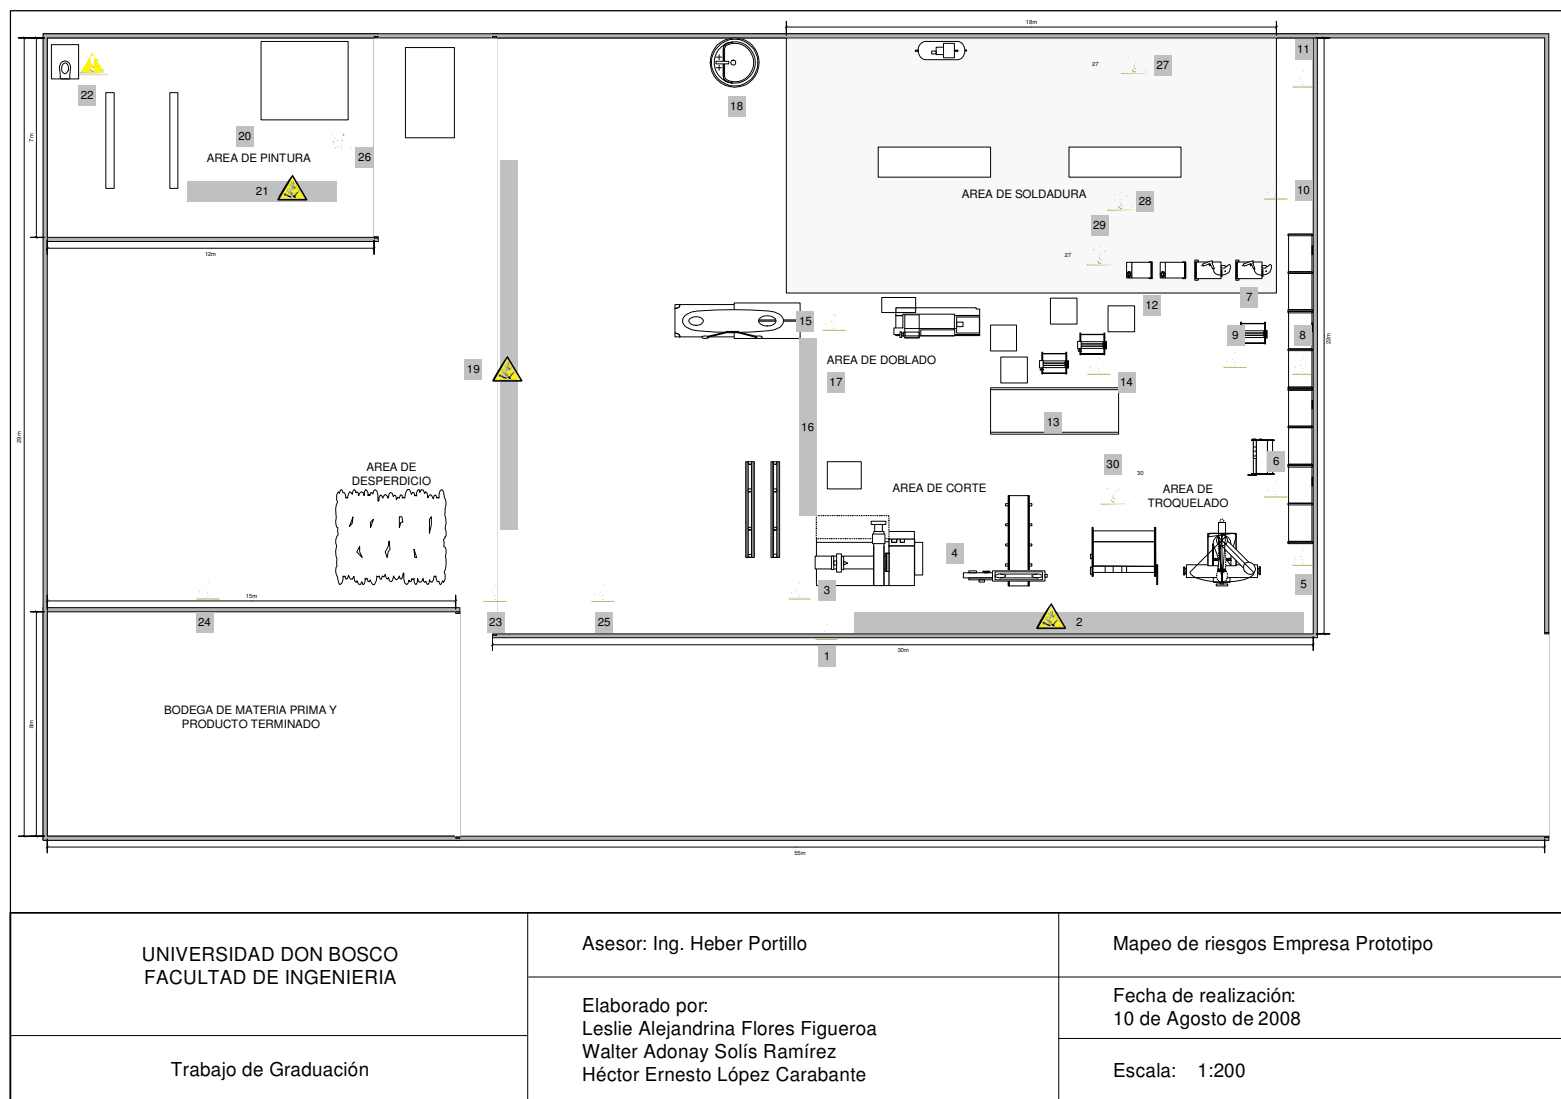 18m
11
27
27
22
18
7m
20
26
AREA DE PINTURA
21
10
AREA DE SOLDADURA
28
29
27
12m
7
12
15
9
8
22m
AREA DE DOBLADO
19
17
14
13
16
29m
AREA DE
DESPERDICIO
30
30
6
AREA DE CORTE
AREA DE
TROQUELADO
4
3
5
15m
24
23
25
2
1
30m
BODEGA DE MATERIA PRIMA Y
PRODUCTO TERMINADO
8m
55m
UNIVERSIDAD DON BOSCO
FACULTAD DE INGENIERIA
Trabajo de Graduación
Asesor: Ing. Heber Portillo
Elaborado por:
Leslie Alejandrina Flores Figueroa
Walter Adonay Solís Ramírez
Héctor Ernesto López Carabante
Mapeo de riesgos Empresa Prototipo
Fecha de realización:
10 de Agosto de 2008
Escala: 1:200